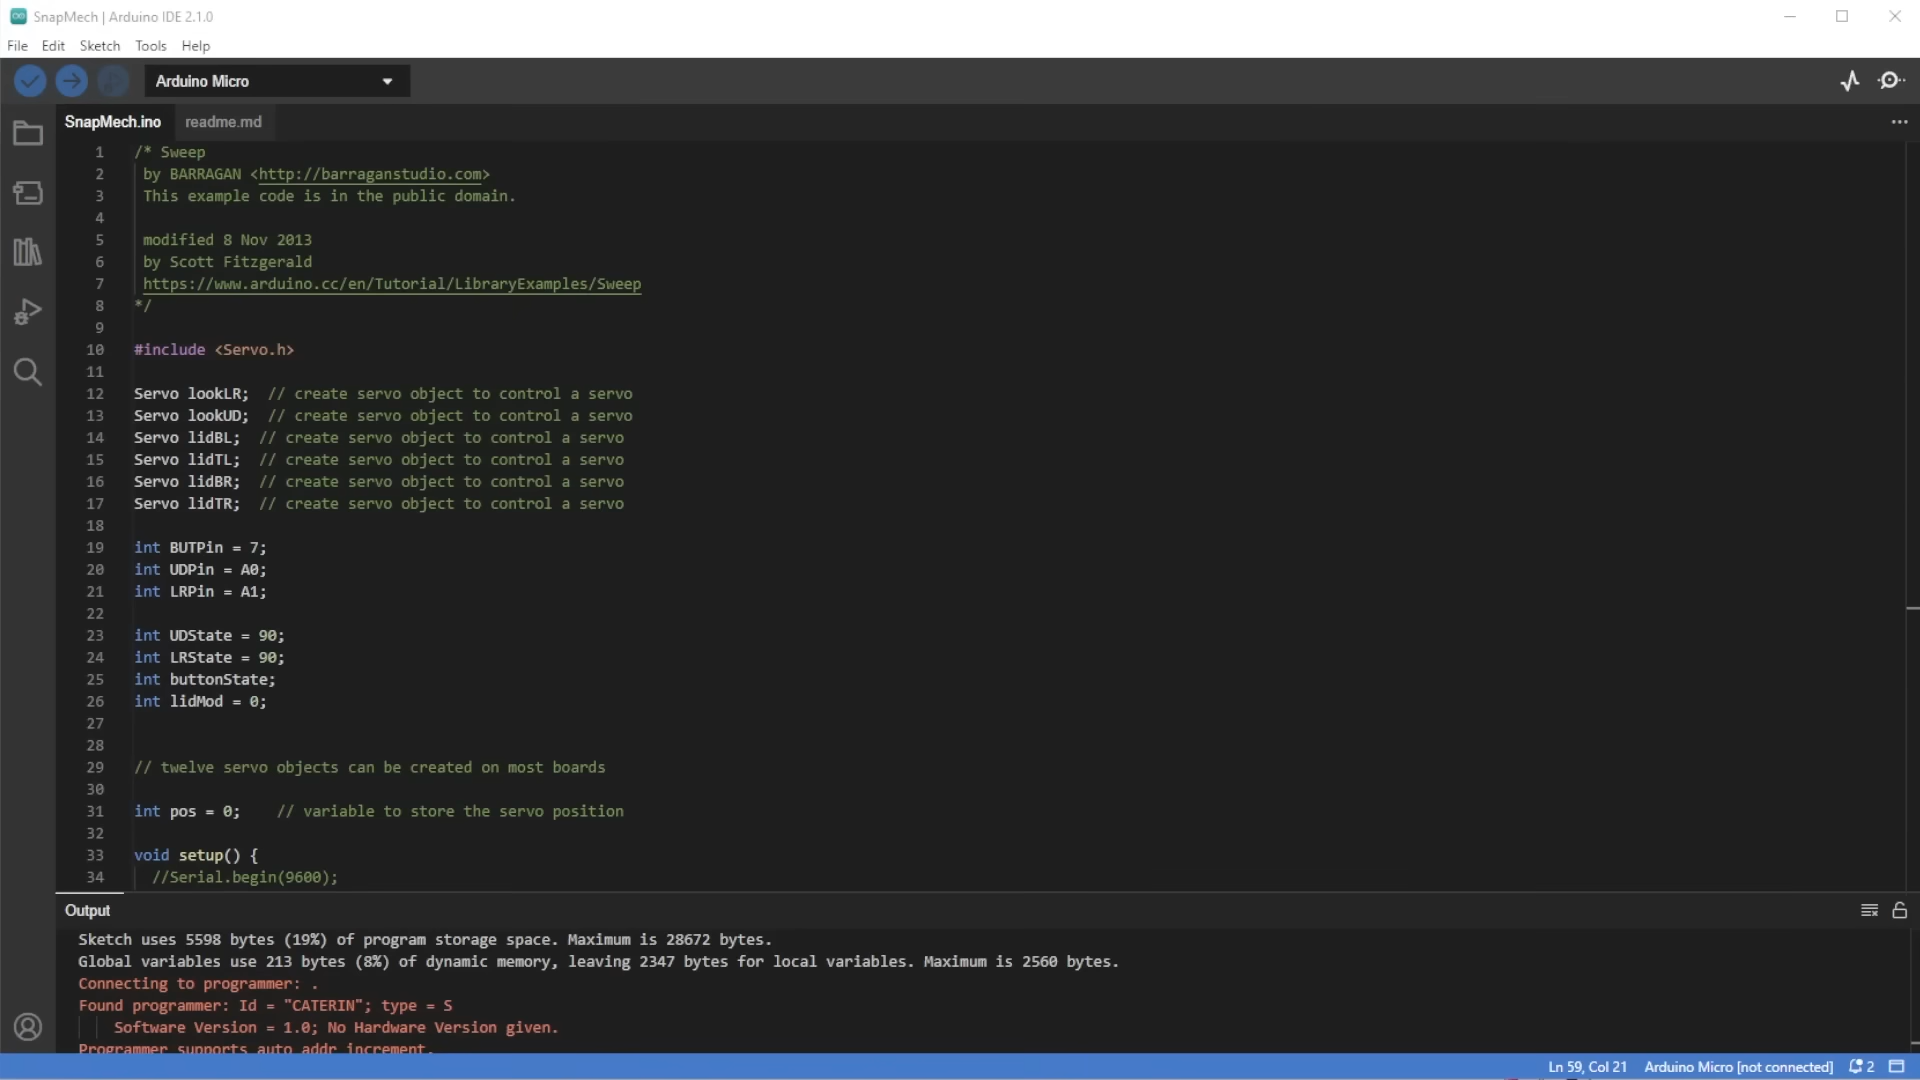 SnapMech | Arduino IDE 2.1.0
File Edit Sketch Tools Help
Arduino Micro
SnapMech.ino readme.md
1 /* Sweep
2 by BARRAGAN <http://barraganstudio.com>
3 This example code is in the public domain.
4
5 modified 8 Nov 2013
6 by Scott Fitzgerald
7 https://www.arduino.cc/en/Tutorial/LibraryExamples/Sweep
8 */
9
10 #include <Servo.h>
11
12 Servo lookLR; // create servo object to control a servo
13 Servo lookUD; // create servo object to control a servo
14 Servo lidBL; // create servo object to control a servo
15 Servo lidTL; // create servo object to control a servo
16 Servo lidBR; // create servo object to control a servo
17 Servo lidTR; // create servo object to control a servo
18
19 int BUTPin = 7;
20 int UDPin = A0;
21 int LRPin = A1;
22
23 int UDState = 90;
24 int LRState = 90;
25 int buttonState;
26 int lidMod = 0;
27
28
29 // twelve servo objects can be created on most boards
30
31 int pos = 0; // variable to store the servo position
32
33 void setup() {
34 //Serial.begin(9600);
Output
Sketch uses 5598 bytes (19%) of program storage space. Maximum is 28672 bytes.
Global variables use 213 bytes (8%) of dynamic memory, leaving 2347 bytes for local variables. Maximum is 2560 bytes.
Connecting to programmer: .
Found programmer: Id = "CATERIN"; type = S
Software Version = 1.0; No Hardware Version given.
Programmer supports auto addr increment.
Ln 59, Col 21 Arduino Micro [not connected] 2